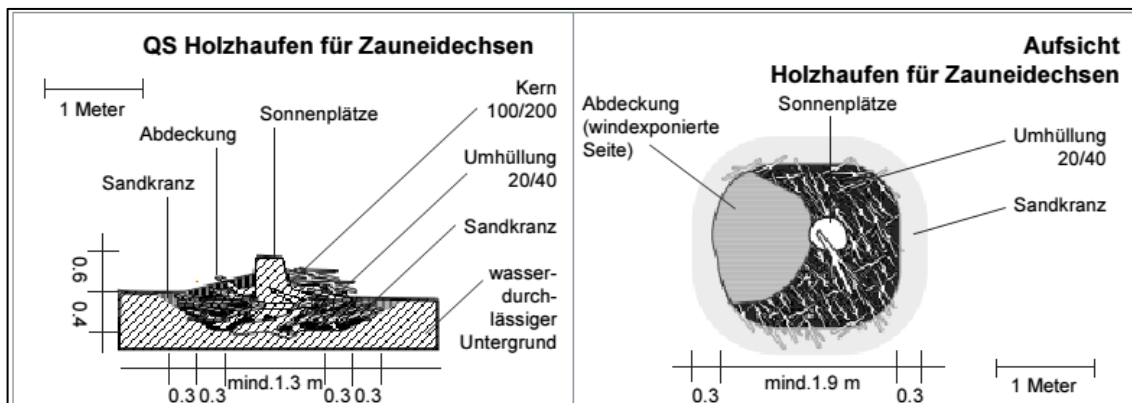 QS Holzhaufen für Zauneidechsen
1 Meter
Kern
100/200
Sonnenplätze
Abdeckung
Umhüllung
20/40
Sandkranz
Sandkranz
0.6
0.4
wasser-
durch-
lässiger
Untergrund
mind.1.3 m
0.3 0.3
0.3 0.3
Aufsicht
Holzhaufen für Zauneidechsen
Abdeckung
(windexponierte
Seite)
Sonnenplätze
Umhüllung
20/40
Sandkranz
0.3
mind.1.9 m
0.3
1 Meter